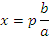 x = p b/a